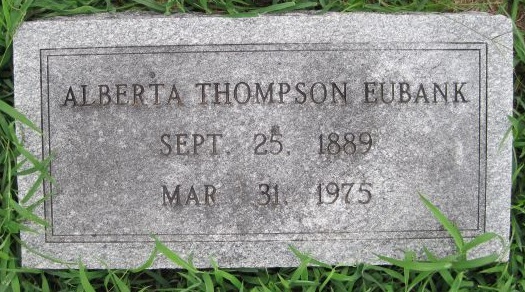 ALBERTA THOMPSON EUBANK
SEPT. 25. 1889
MAR 31. 1975